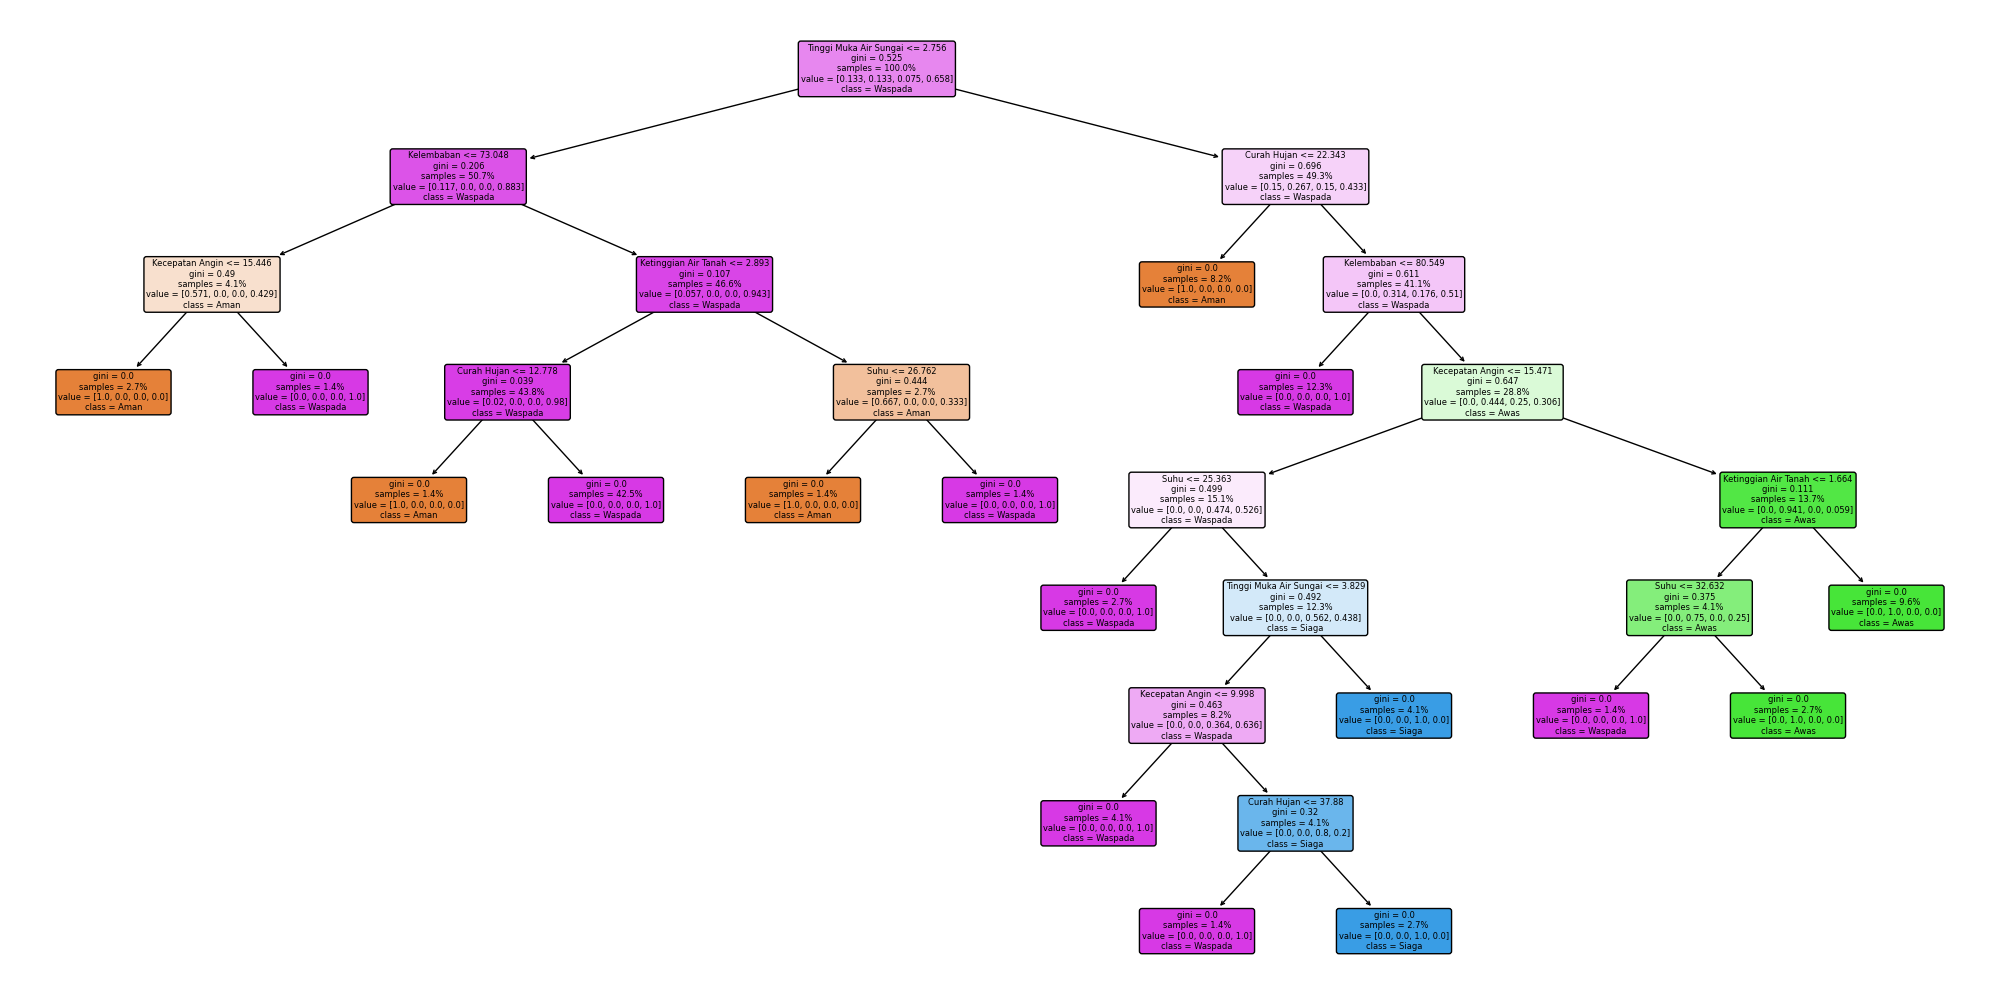 Tinggi Muka Air Sungai <= 2.756
gini = 0.525
samples = 100.0%
value = [0.133, 0.133, 0.075, 0.658]
class = Waspada
Kelembaban <= 73.048
gini = 0.206
samples = 50.7%
value = [0.117, 0.0, 0.0, 0.883]
class = Waspada
Curah Hujan <= 22.343
gini = 0.696
samples = 49.3%
value = [0.15, 0.267, 0.15, 0.433]
class = Waspada
Kecepatan Angin <= 15.446
gini = 0.49
samples = 4.1%
value = [0.571, 0.0, 0.0, 0.429]
class = Aman
Ketinggian Air Tanah <= 2.893
gini = 0.107
samples = 46.6%
value = [0.057, 0.0, 0.0, 0.943]
class = Waspada
gini = 0.0
samples = 8.2%
value = [1.0, 0.0, 0.0, 0.0]
class = Aman
Kelembaban <= 80.549
gini = 0.611
samples = 41.1%
value = [0.0, 0.314, 0.176, 0.51]
class = Waspada
gini = 0.0
samples = 2.7%
value = [1.0, 0.0, 0.0, 0.0]
class = Aman
gini = 0.0
samples = 1.4%
value = [0.0, 0.0, 0.0, 1.0]
class = Waspada
Curah Hujan <= 12.778
gini = 0.039
samples = 43.8%
value = [0.02, 0.0, 0.0, 0.98]
class = Waspada
Suhu <= 26.762
gini = 0.444
samples = 2.7%
value = [0.667, 0.0, 0.0, 0.333]
class = Aman
gini = 0.0
samples = 12.3%
value = [0.0, 0.0, 0.0, 1.0]
class = Waspada
Kecepatan Angin <= 15.471
gini = 0.647
samples = 28.8%
value = [0.0, 0.444, 0.25, 0.306]
class = Awas
gini = 0.0
samples = 1.4%
value = [1.0, 0.0, 0.0, 0.0]
class = Aman
gini = 0.0
samples = 42.5%
value = [0.0, 0.0, 0.0, 1.0]
class = Waspada
gini = 0.0
samples = 1.4%
value = [1.0, 0.0, 0.0, 0.0]
class = Aman
gini = 0.0
samples = 1.4%
value = [0.0, 0.0, 0.0, 1.0]
class = Waspada
Suhu <= 25.363
gini = 0.499
samples = 15.1%
value = [0.0, 0.0, 0.474, 0.526]
class = Waspada
Ketinggian Air Tanah <= 1.664
gini = 0.111
samples = 13.7%
value = [0.0, 0.941, 0.0, 0.059]
class = Awas
gini = 0.0
samples = 2.7%
value = [0.0, 0.0, 0.0, 1.0]
class = Waspada
Tinggi Muka Air Sungai <= 3.829
gini = 0.492
samples = 12.3%
value = [0.0, 0.0, 0.562, 0.438]
class = Siaga
Suhu <= 32.632
gini = 0.375
samples = 4.1%
value = [0.0, 0.75, 0.0, 0.25]
class = Awas
gini = 0.0
samples = 9.6%
value = [0.0, 1.0, 0.0, 0.0]
class = Awas
Kecepatan Angin <= 9.998
gini = 0.463
samples = 8.2%
value = [0.0, 0.0, 0.364, 0.636]
class = Waspada
gini = 0.0
samples = 4.1%
value = [0.0, 0.0, 1.0, 0.0]
class = Siaga
gini = 0.0
samples = 1.4%
value = [0.0, 0.0, 0.0, 1.0]
class = Waspada
gini = 0.0
samples = 2.7%
value = [0.0, 1.0, 0.0, 0.0]
class = Awas
gini = 0.0
samples = 4.1%
value = [0.0, 0.0, 0.0, 1.0]
class = Waspada
Curah Hujan <= 37.88
gini = 0.32
samples = 4.1%
value = [0.0, 0.0, 0.8, 0.2]
class = Siaga
gini = 0.0
samples = 1.4%
value = [0.0, 0.0, 0.0, 1.0]
class = Waspada
gini = 0.0
samples = 2.7%
value = [0.0, 0.0, 1.0, 0.0]
class = Siaga